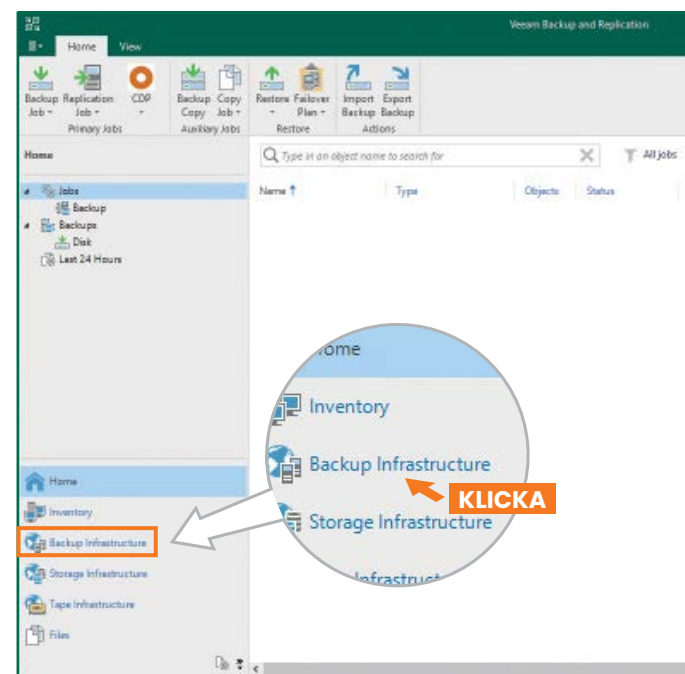 Veeam Backup and Replication
Home View
Backup Job Replication Job CDP Backup Copy Copy Job Restore Failover Plan Import Backup Export Backup
Primary Jobs Auxiliary Jobs Restore Actions
Home
Type in an object name to search for
All jobs
Name Type Objects Status
Jobs
Backup
Backups
Disk
Last 24 Hours
Home
Inventory
Backup Infrastructure
Storage Infrastructure
Tape Infrastructure
Files
ome
Inventory
Backup Infrastructure
KLICKA
Storage Infrastructure
Infrastruct